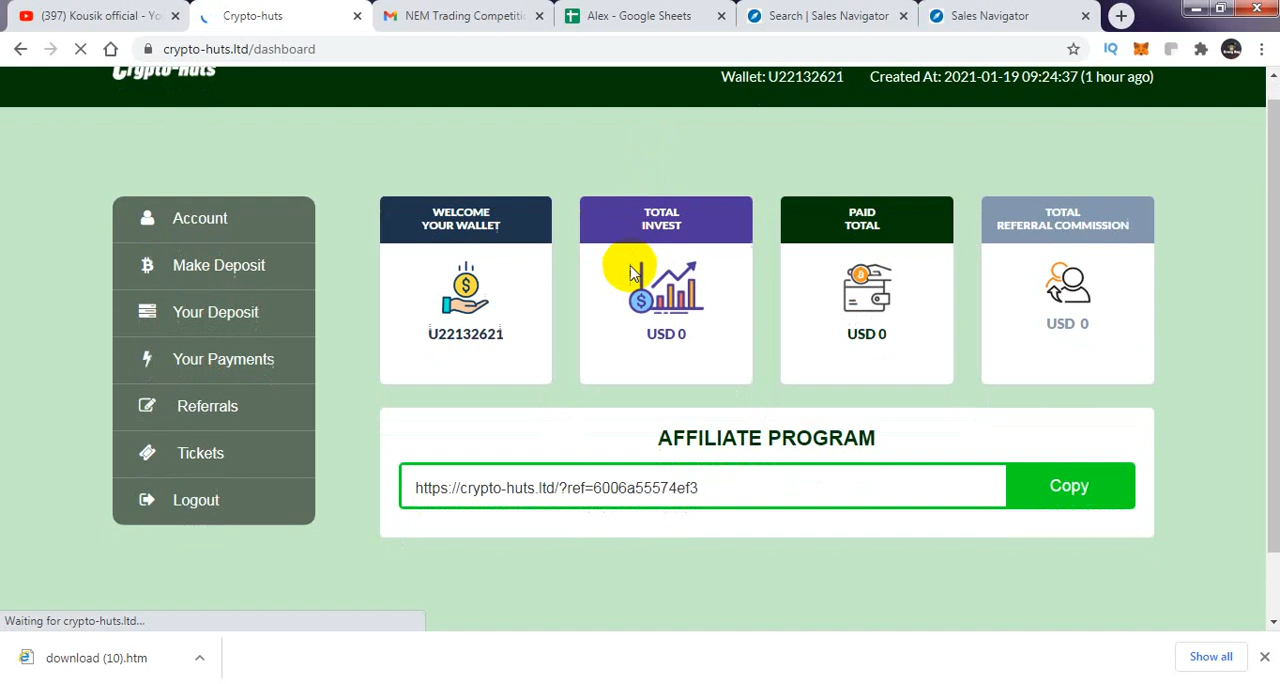 (397) Kousik official - Yo
Crypto-huts
NEM Trading Competiti
Alex - Google Sheets
Search | Sales Navigator
Sales Navigator
crypto-huts.ltd/dashboard
IQ
Crypto-huts
Wallet: U22132621
Created At: 2021-01-19 09:24:37 (1 hour ago)
Account
Make Deposit
Your Deposit
Your Payments
Referrals
Tickets
Logout
WELCOME
YOUR WALLET
U22132621
TOTAL
INVEST
USD 0
PAID
TOTAL
USD 0
TOTAL
REFERRAL COMMISSION
USD 0
AFFILIATE PROGRAM
https://crypto-huts.ltd/?ref=6006a55574ef3
Copy
Waiting for crypto-huts.ltd...
download (10).htm
Show all